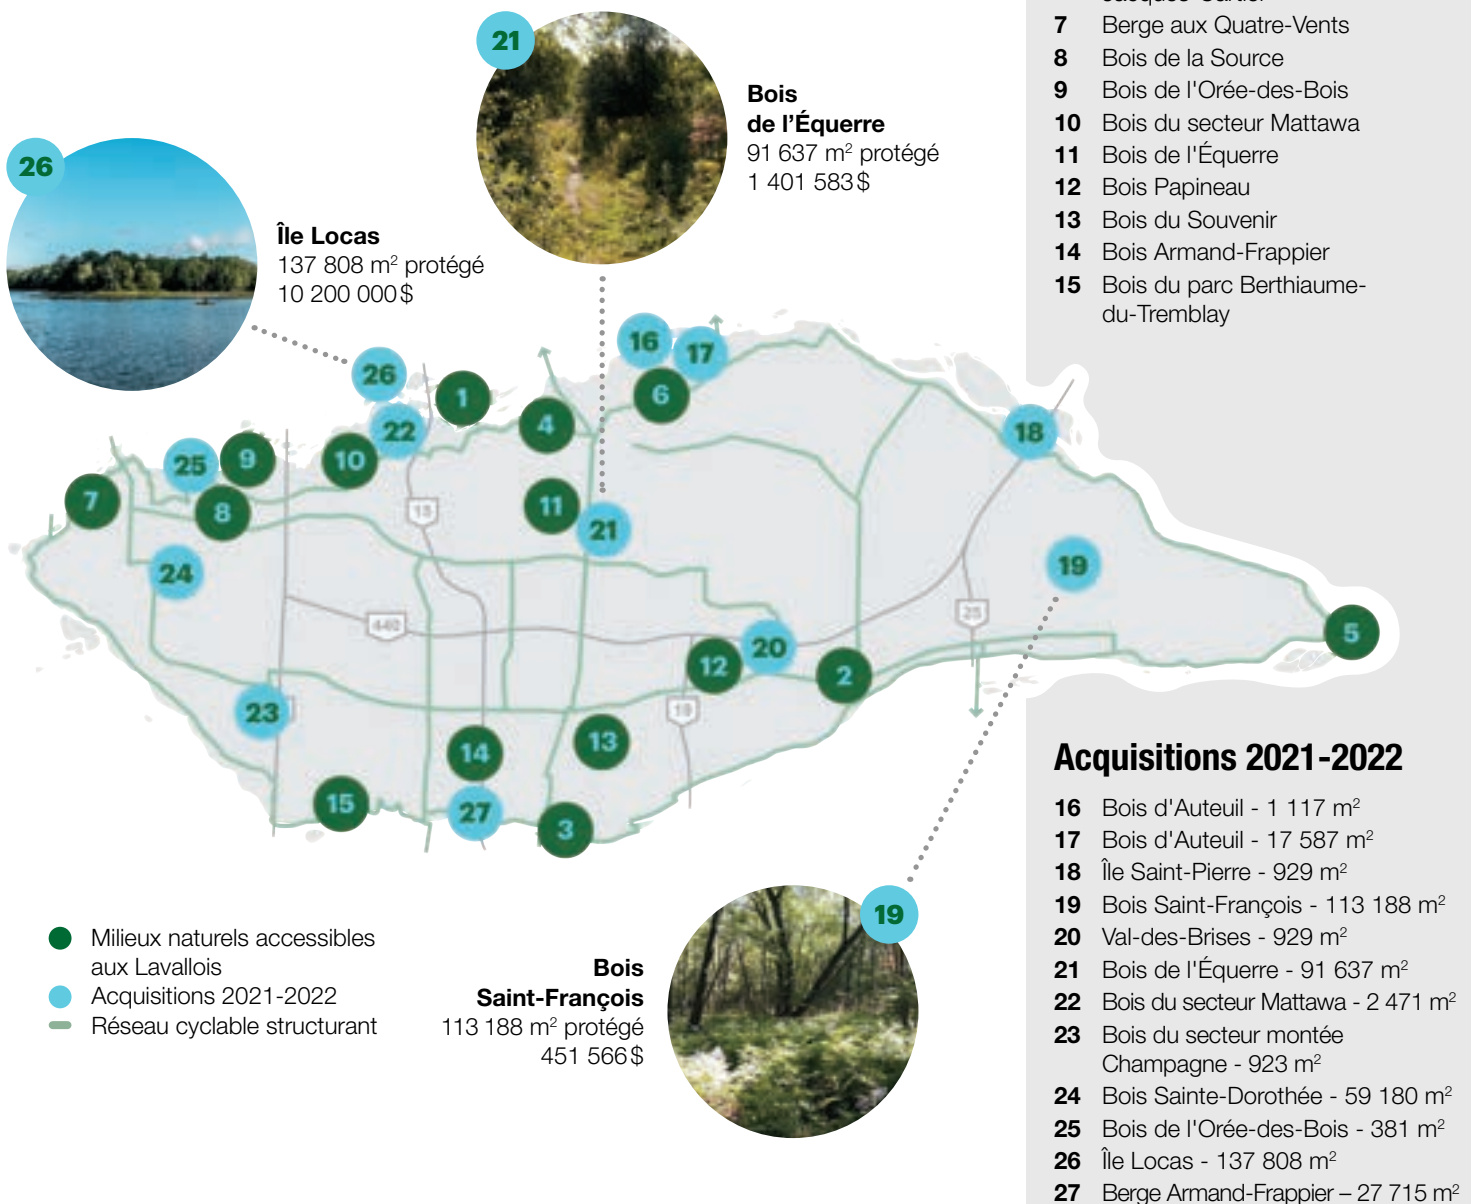 7 Berge aux Quatre-Vents
8 Bois de la Source
9 Bois de l'Orée-des-Bois
10 Bois du secteur Mattawa
11 Bois de l'Équerre
12 Bois Papineau
13 Bois du Souvenir
14 Bois Armand-Frappier
15 Bois du parc Berthiaume-
du-Tremblay
21
Bois
de l'Équerre
91 637 m² protégé
1 401 583 $
26
Île Locas
137 808 m² protégé
10 200 000 $
16
17
26
1
6
4
22
18
25
9
10
7
8
11
15
21
24
19
440
25
5
20
12
2
23
19
13
14
15
27
3
Milieux naturels accessibles
aux Lavallois
Acquisitions 2021-2022
Réseau cyclable structurant
19
Bois
Saint-François
113 188 m² protégé
451 566 $
Acquisitions 2021-2022
16 Bois d'Auteuil - 1 117 m²
17 Bois d'Auteuil - 17 587 m²
18 Île Saint-Pierre - 929 m²
19 Bois Saint-François - 113 188 m²
20 Val-des-Brises - 929 m²
21 Bois de l'Équerre - 91 637 m²
22 Bois du secteur Mattawa - 2 471 m²
23 Bois du secteur montée
Champagne - 923 m²
24 Bois Sainte-Dorothée - 59 180 m²
25 Bois de l'Orée-des-Bois - 381 m²
26 Île Locas - 137 808 m²
27 Berge Armand-Frappier – 27 715 m²